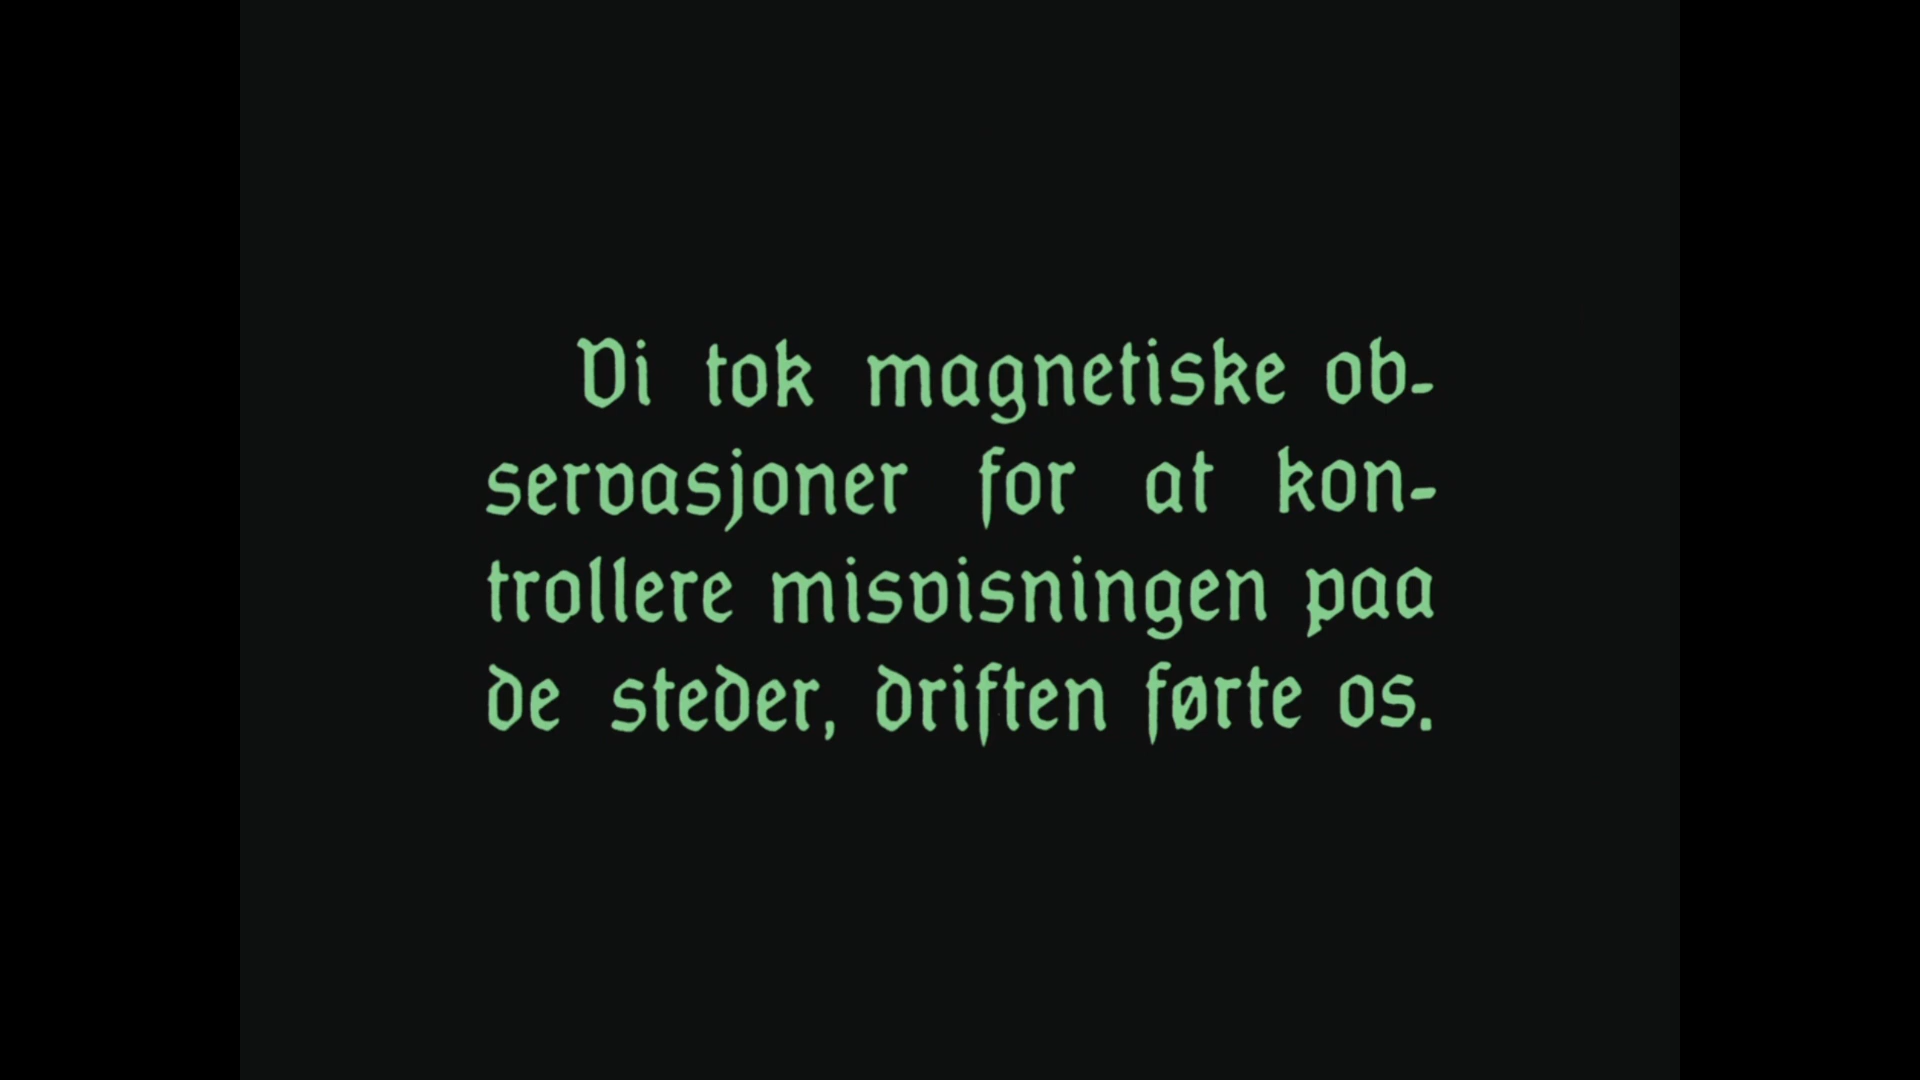 Vi tok magnetiske ob-
servasjoner for at kon-
trollere misvisningen paa
de steder, driften førte os.